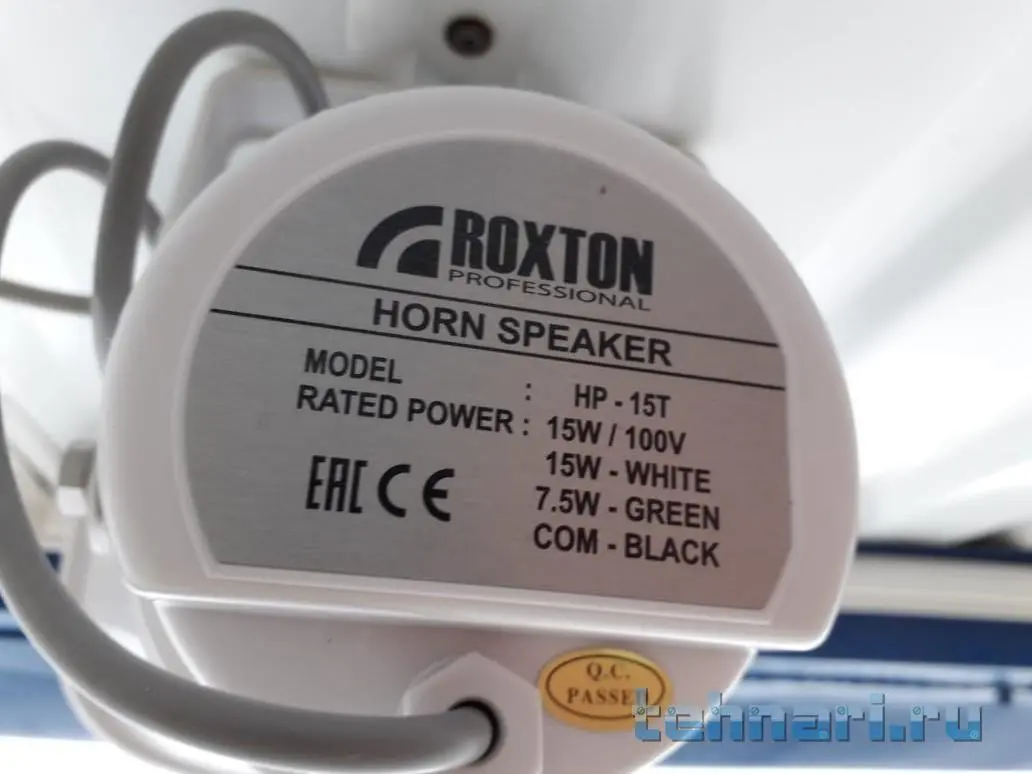 ROXTON
PROFESSIONAL
HORN SPEAKER
MODEL : HP - 15T
RATED POWER : 15W / 100V
15W - WHITE
7.5W - GREEN
COM - BLACK
EAC CE
Q.C.
PASSED
tehnari.ru